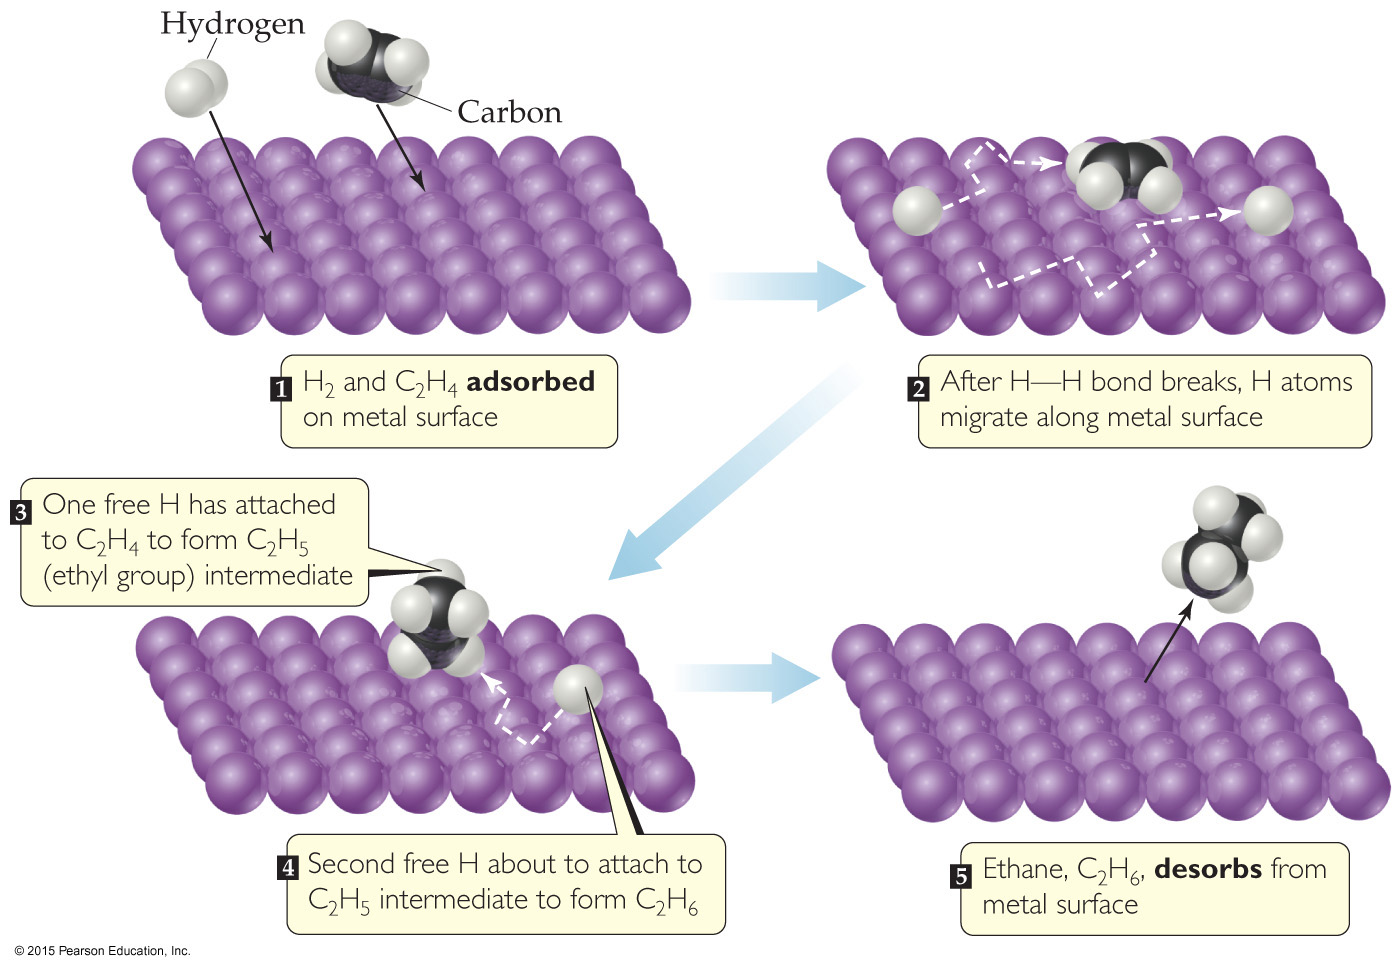 Hydrogen
Carbon
1 H₂ and C₂H₄ adsorbed
on metal surface
2 After H—H bond breaks, H atoms
migrate along metal surface
3 One free H has attached
to C₂H₄ to form C₂H₅
(ethyl group) intermediate
4 Second free H about to attach to
C₂H₅ intermediate to form C₂H₆
5 Ethane, C₂H₆, desorbs from
metal surface
© 2015 Pearson Education, Inc.